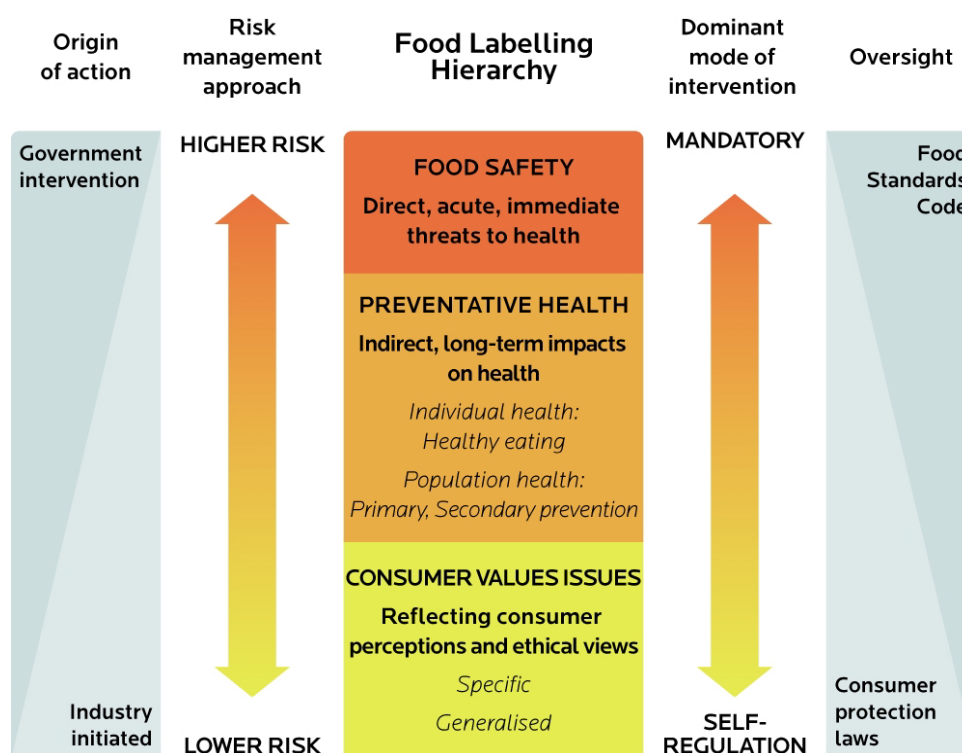 Origin
of action
Risk
management
approach
Food Labelling
Hierarchy
Dominant
mode of
intervention
Oversight
Government
intervention
HIGHER RISK
FOOD SAFETY
Direct, acute, immediate
threats to health
MANDATORY
Food
Standards
Code
PREVENTATIVE HEALTH
Indirect, long-term impacts
on health
Individual health:
Healthy eating
Population health:
Primary, Secondary prevention
CONSUMER VALUES ISSUES
Reflecting consumer
perceptions and ethical views
Specific
Generalised
Industry
initiated
LOWER RISK
SELF-
REGULATION
Consumer
protection
laws